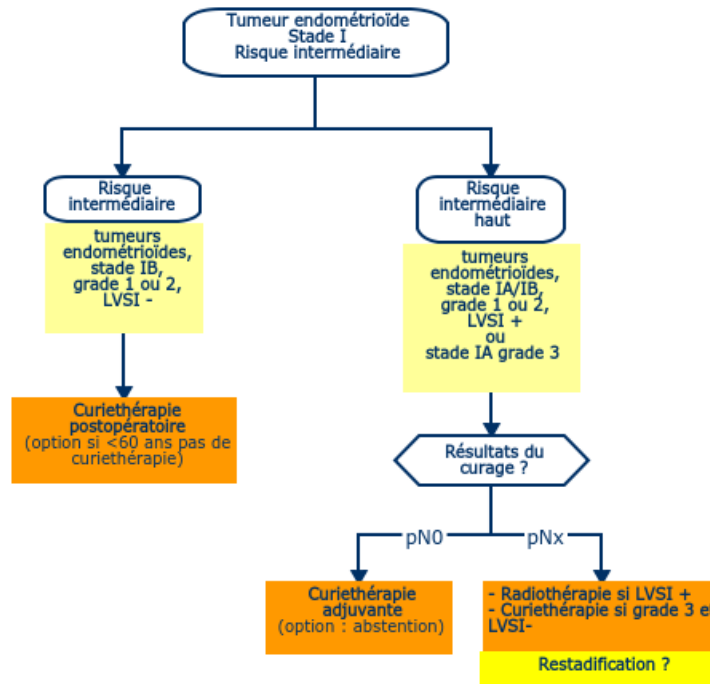 Tumeur endométrioïde
Stade I
Risque intermédiaire
Risque
intermédiaire
tumeurs
endométrioïdes,
stade IB,
grade 1 ou 2,
LVSI -
Curiethérapie
postopératoire
(option si <60 ans pas de
curiethérapie)
Risque
intermédiaire
haut
tumeurs
endométrioïdes,
stade IA/IB,
grade 1 ou 2,
LVSI +
ou
stade IA grade 3
Résultats du
curage ?
pN0
pNx
Curiethérapie
adjuvante
(option : abstention)
- Radiothérapie si LVSI +
- Curiethérapie si grade 3 e
LVSI-
Restadification ?